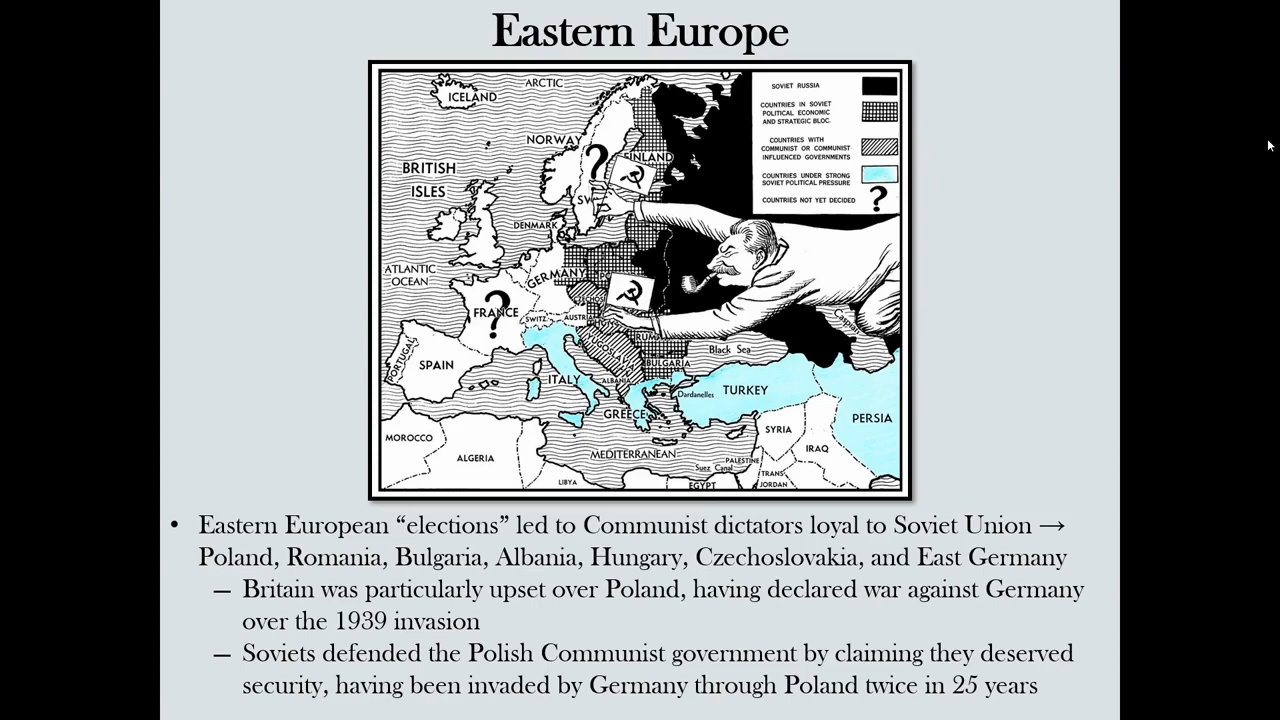 Eastern Europe
ARCTIC
ICELAND
NORWAY
BRITISH
ISLES
DENMARK
ATLANTIC
OCEAN
GERMANY
FRANCE
?
?
INLAND
SW
SWITZ.
AUSTRIA
PORTUGAL
SPAIN
ITALY
YUGOSLAVIA
ALBANIA
RUM
BULGARIA
GREECE
Black Sea
Caspian
Dardanelles
TURKEY
PERSIA
SYRIA
IRAQ
MOROCCO
ALGERIA
MEDITERRANEAN
LIBYA
Suez Canal
PALESTINE
EGYPT
TRANS
JORDAN
SOVIET RUSSIA
COUNTRIES IN SOVIET
POLITICAL ECONOMIC
AND STRATEGIC BLOC.
COUNTRIES WITH
COMMUNIST OR COMMUNIST
INFLUENCED GOVERNMENTS
COUNTRIES UNDER STRONG
SOVIET POLITICAL PRESSURE
COUNTRIES NOT YET DECIDED ?
• Eastern European “elections” led to Communist dictators loyal to Soviet Union →
Poland, Romania, Bulgaria, Albania, Hungary, Czechoslovakia, and East Germany
– Britain was particularly upset over Poland, having declared war against Germany
over the 1939 invasion
– Soviets defended the Polish Communist government by claiming they deserved
security, having been invaded by Germany through Poland twice in 25 years